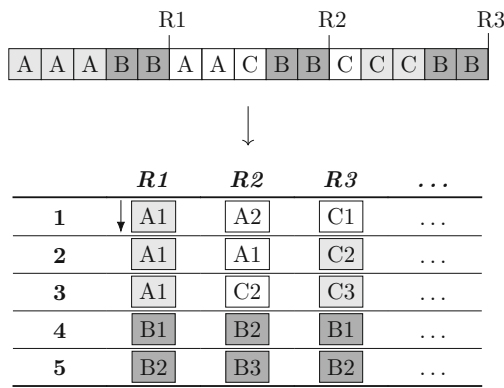 R1 R2 R3
A A A B B A A C B B C C C B B
R1 R2 R3 ...
1 A1 A2 C1 ...
2 A1 A1 C2 ...
3 A1 C2 C3 ...
4 B1 B2 B1 ...
5 B2 B3 B2 ...